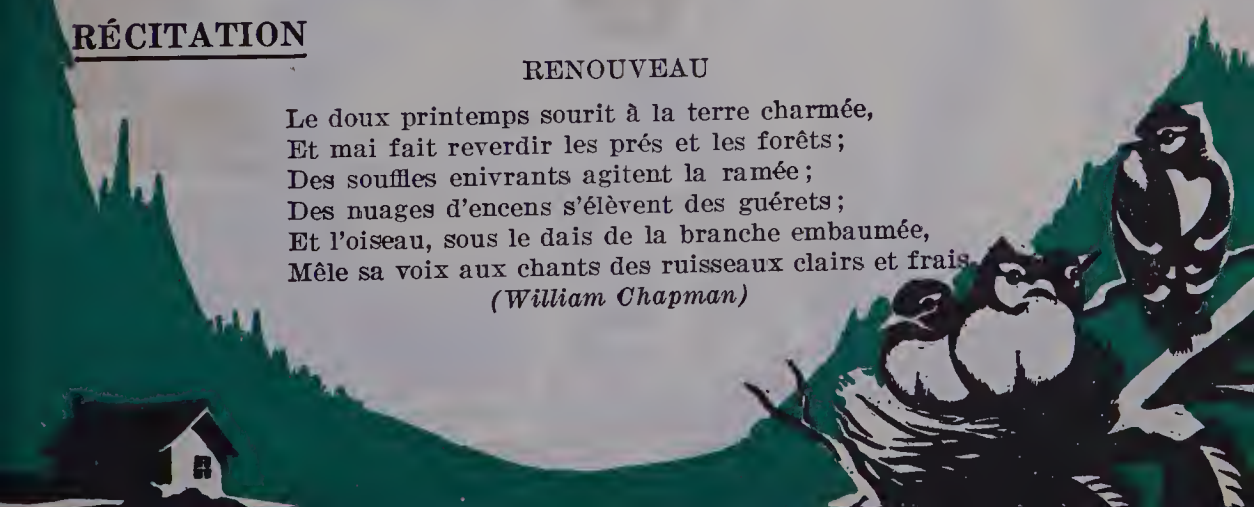 RÉCITATION
RENOUVEAU
Le doux printemps sourit à la terre charmée,
Et mai fait reverdir les prés et les forêts;
Des souffles enivrants agitent la ramée;
Des nuages d'encens s'élèvent des guérets;
Et l'oiseau, sous le dais de la branche embaumée,
Mêle sa voix aux chants des ruisseaux clairs et frais.
(William Chapman)